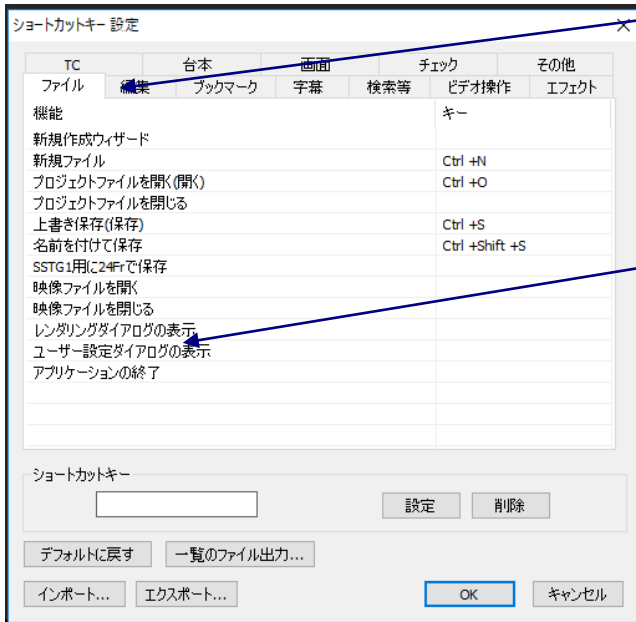 ショートカットキー 設定
TC 台本 画面 チェック その他
ファイル 編集 ブックマーク 字幕 検索等 ビデオ操作 エフェクト
機能 キー
新規作成ウィザード
新規ファイル Ctrl +N
プロジェクトファイルを開く(開く) Ctrl +O
プロジェクトファイルを閉じる
上書き保存(保存) Ctrl +S
名前を付けて保存 Ctrl +Shift +S
SSTG1用に24Frで保存
映像ファイルを開く
映像ファイルを閉じる
レンダリングダイアログの表示
ユーザー設定ダイアログの表示
アプリケーションの終了
ショートカットキー
設定 削除
デフォルトに戻す 一覧のファイル出力...
インポート... エクスポート... OK キャンセル